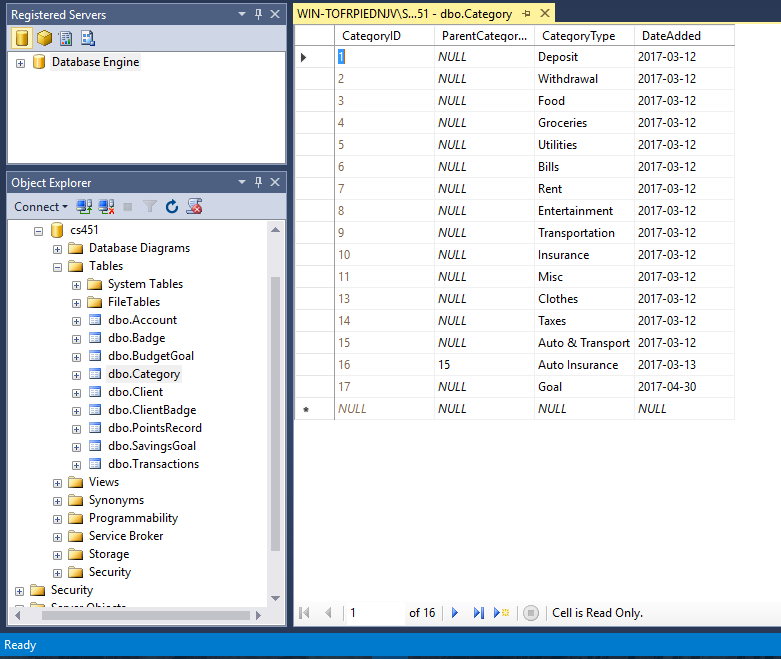 Registered Servers
Database Engine
Object Explorer
Connect
cs451
Database Diagrams
Tables
System Tables
FileTables
dbo.Account
dbo.Badge
dbo.BudgetGoal
dbo.Category
dbo.Client
dbo.ClientBadge
dbo.PointsRecord
dbo.SavingsGoal
dbo.Transactions
Views
Synonyms
Programmability
Service Broker
Storage
Security
Security
Server Objects
WIN-TOFRPIEDNJV\S...51 - dbo.Category
CategoryID ParentCategor... CategoryType DateAdded
1 NULL Deposit 2017-03-12
2 NULL Withdrawal 2017-03-12
3 NULL Food 2017-03-12
4 NULL Groceries 2017-03-12
5 NULL Utilities 2017-03-12
6 NULL Bills 2017-03-12
7 NULL Rent 2017-03-12
8 NULL Entertainment 2017-03-12
9 NULL Transportation 2017-03-12
10 NULL Insurance 2017-03-12
11 NULL Misc 2017-03-12
13 NULL Clothes 2017-03-12
14 NULL Taxes 2017-03-12
15 NULL Auto & Transport 2017-03-12
16 15 Auto Insurance 2017-03-13
17 NULL Goal 2017-04-30
NULL NULL NULL NULL
1 of 16 Cell is Read Only.
Ready